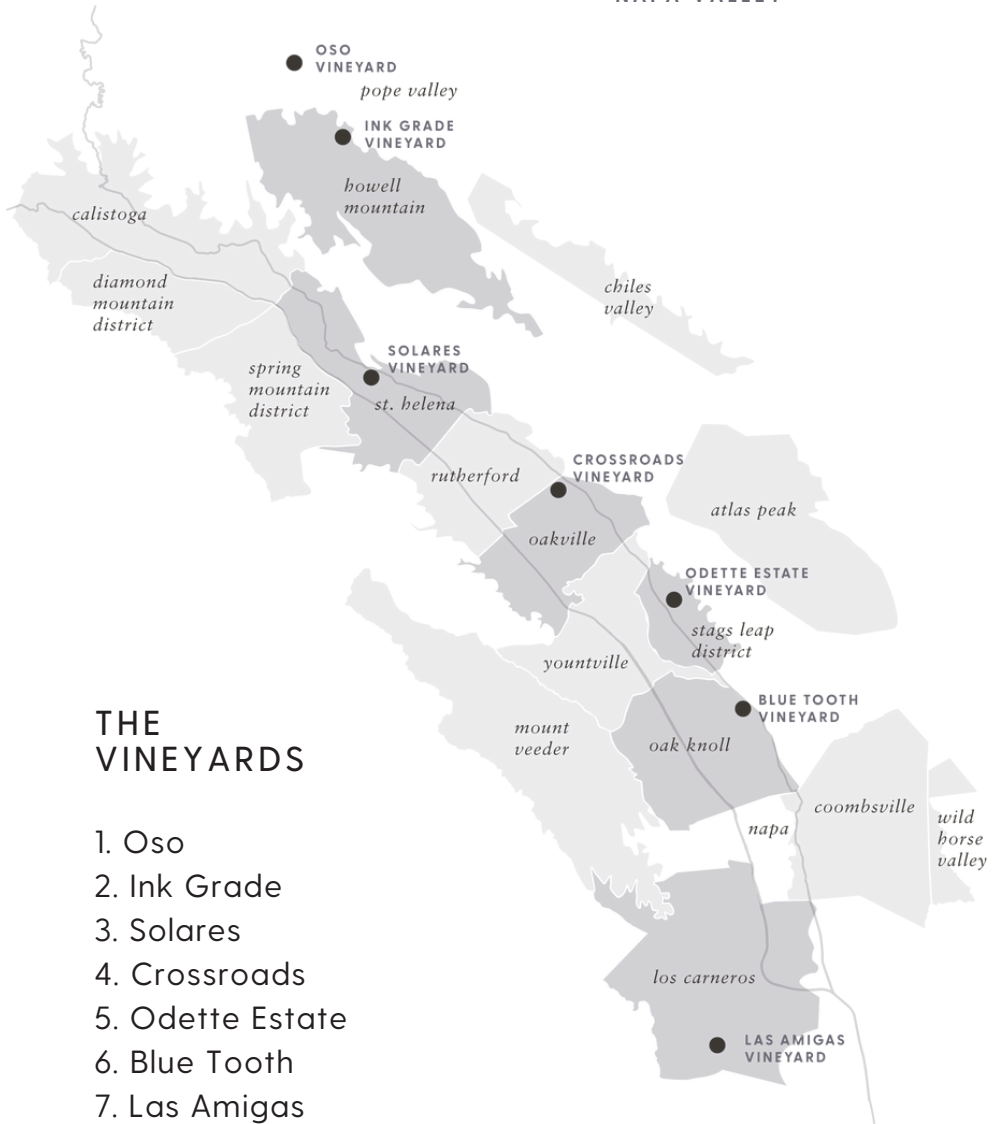 NAPA VALLEY
OSO
VINEYARD
pope valley
INK GRADE
VINEYARD
howell
mountain
calistoga
diamond
mountain
district
chiles
valley
SOLARES
VINEYARD
spring
mountain
district
st. helena
CROSSROADS
VINEYARD
rutherford
oakville
atlas peak
ODETTE ESTATE
VINEYARD
stags leap
district
yountville
BLUE TOOTH
VINEYARD
mount
veeder
oak knoll
coombsville
napa
wild
horse
valley
los carneros
LAS AMIGAS
VINEYARD
THE
VINEYARDS
1. Oso
2. Ink Grade
3. Solares
4. Crossroads
5. Odette Estate
6. Blue Tooth
7. Las Amigas